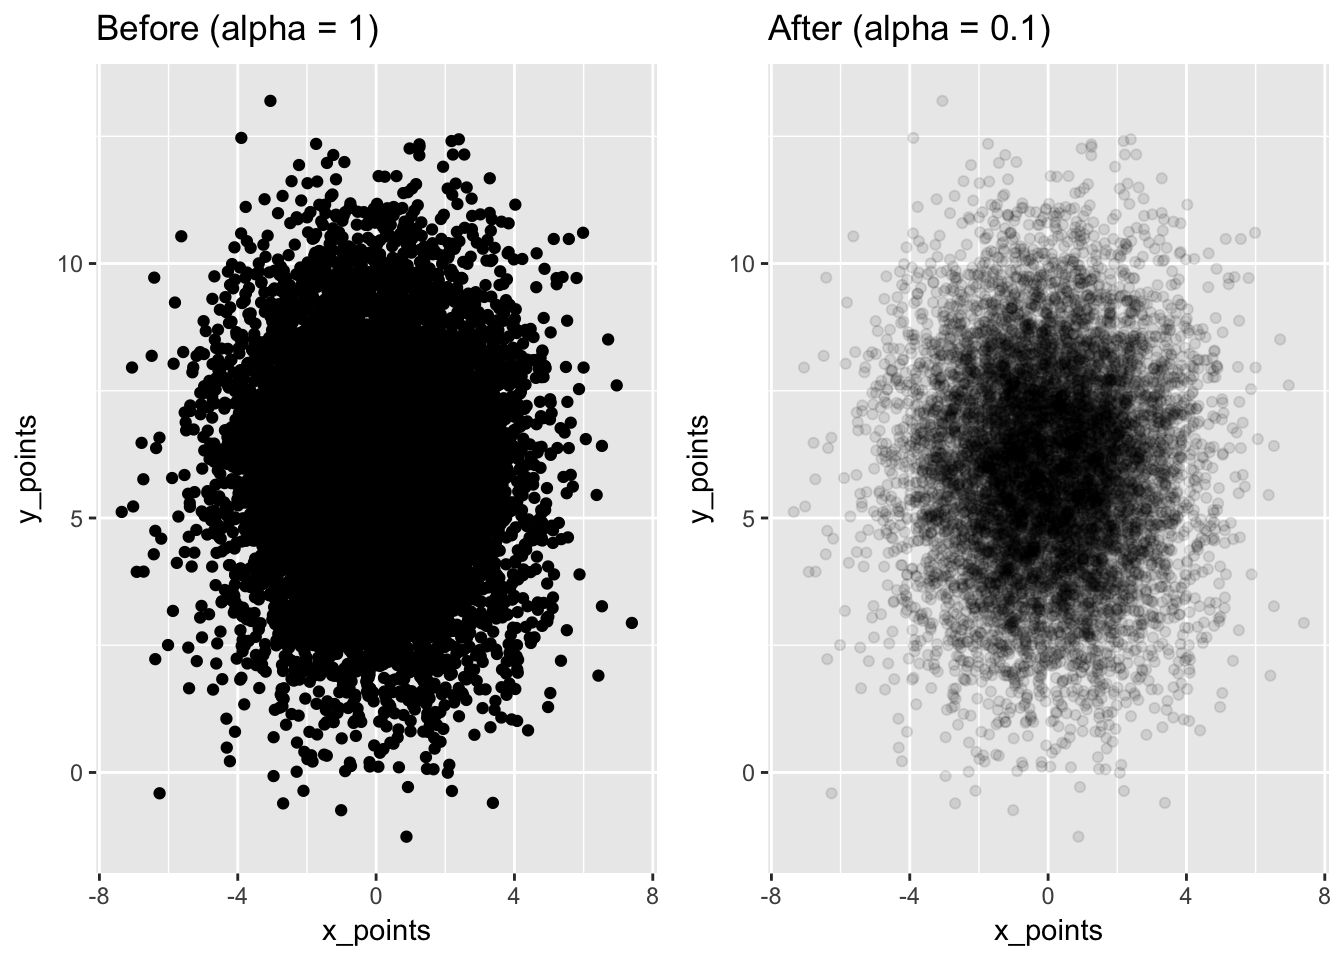 Before (alpha = 1)
y_points
10
5
0
-8 -4 0 4 8
x_points
After (alpha = 0.1)
y_points
10
5
0
-8 -4 0 4 8
x_points